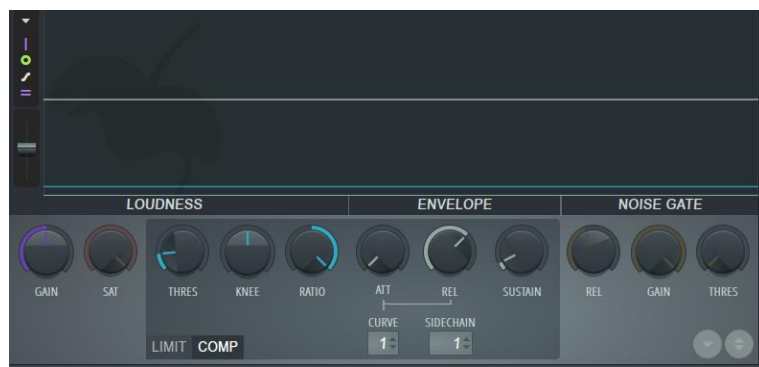 LOUDNESS ENVELOPE NOISE GATE
GAIN SAT THRES KNEE RATIO ATT REL SUSTAIN REL GAIN THRES
CURVE SIDECHAIN
LIMIT COMP 1 1